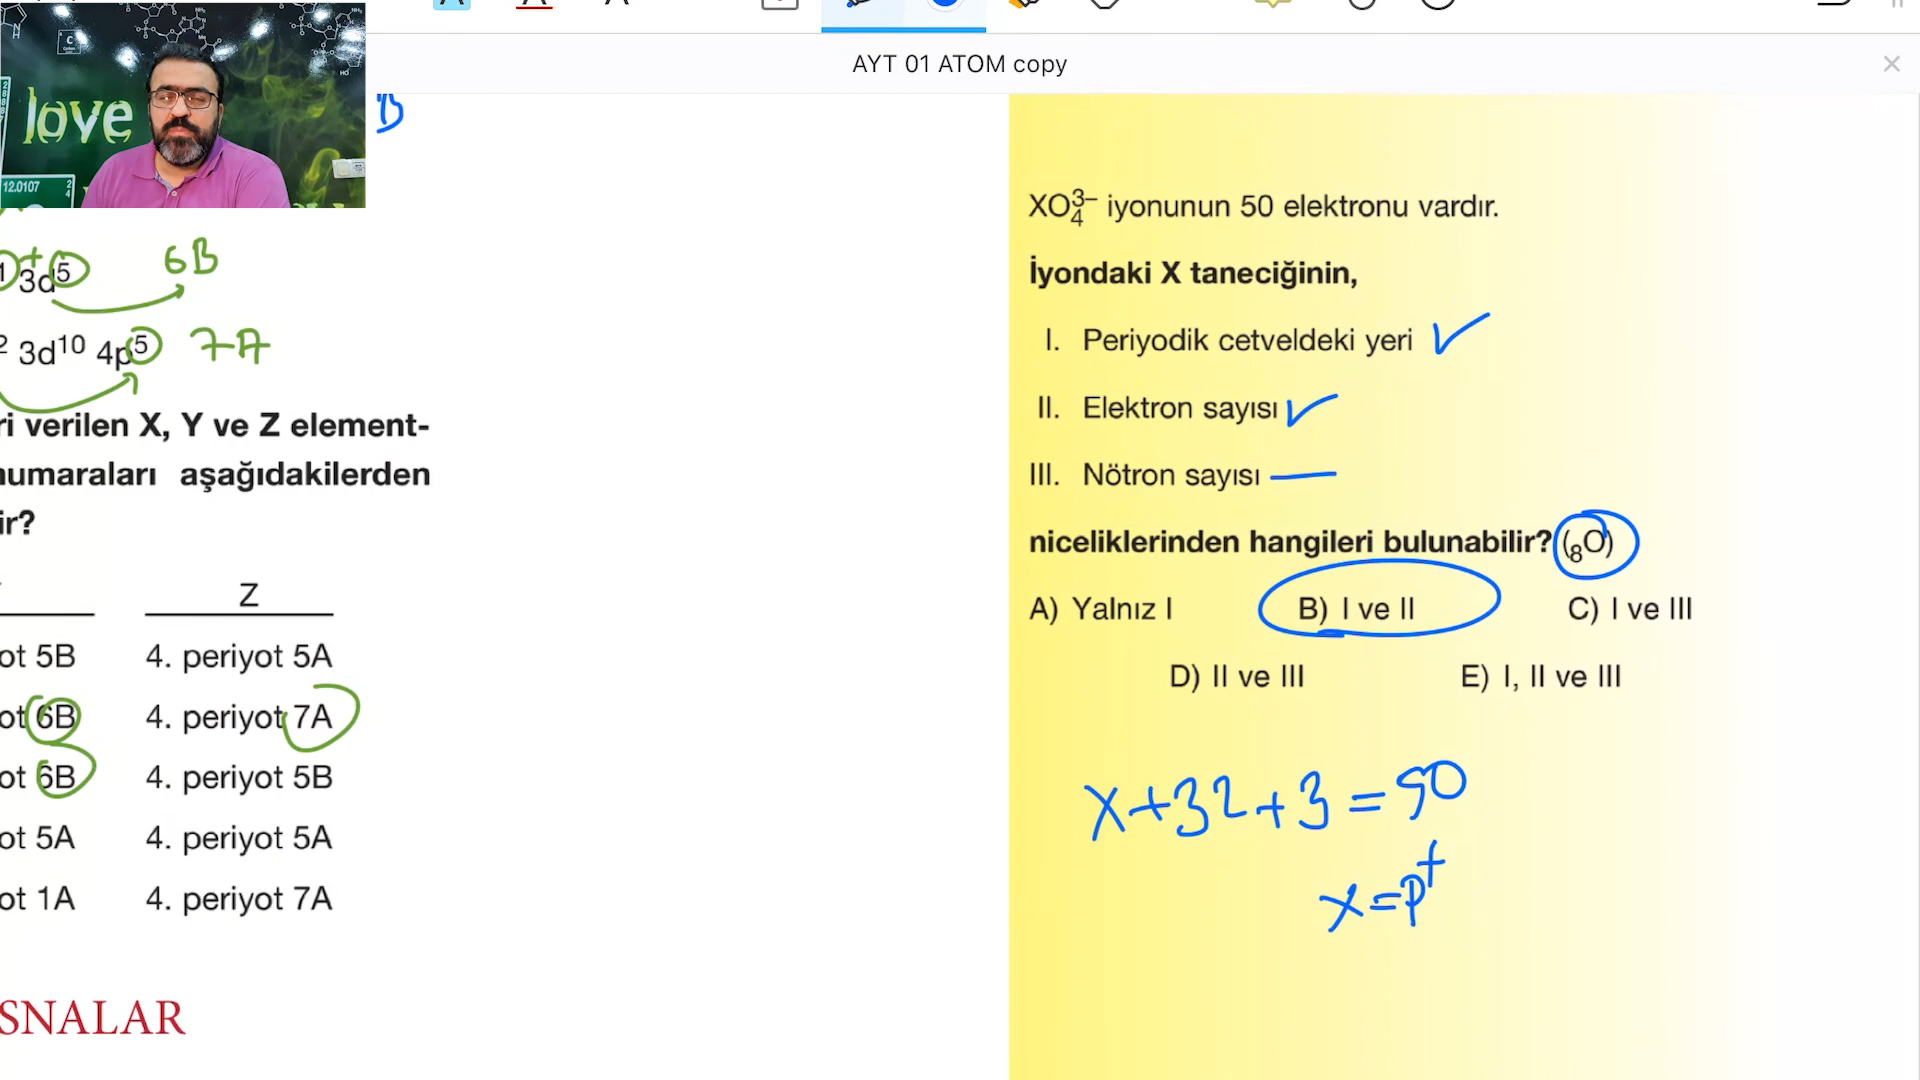 AYT 01 ATOM copy
love
12.0107
B
1 + 3d5 6B
2 3d10 4p5 7A
ri verilen X, Y ve Z element-
numaraları aşağıdakilerden
ir?
Z
ot 5B 4. periyot 5A
ot 6B 4. periyot 7A
ot 6B 4. periyot 5B
ot 5A 4. periyot 5A
ot 1A 4. periyot 7A
SNALAR
XO₄³⁻ iyonunun 50 elektronu vardır.
İyondaki X taneciğinin,
I. Periyodik cetveldeki yeri
II. Elektron sayısı
III. Nötron sayısı
niceliklerinden hangileri bulunabilir? (₈O)
A) Yalnız I B) I ve II C) I ve III
D) II ve III E) I, II ve III
X+32+3=50
x=p⁺